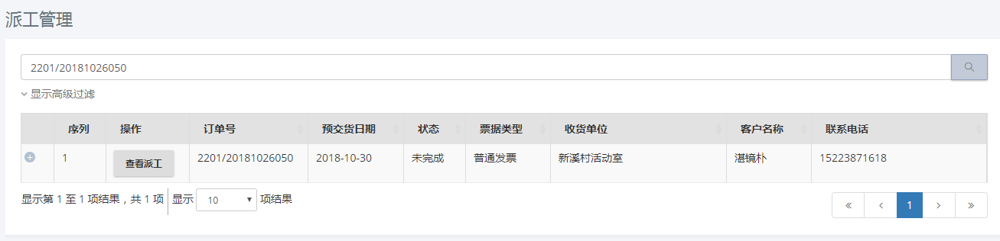 派工管理
2201/20181026050
显示高级过滤
序列 操作 订单号 预交货日期 状态 票据类型 收货单位 客户名称 联系电话
1 查看派工 2201/20181026050 2018-10-30 未完成 普通发票 新溪村活动室 湛镜朴 15223871618
显示第 1 至 1 项结果，共 1 项 显示 10 项结果
« ‹ 1 › »